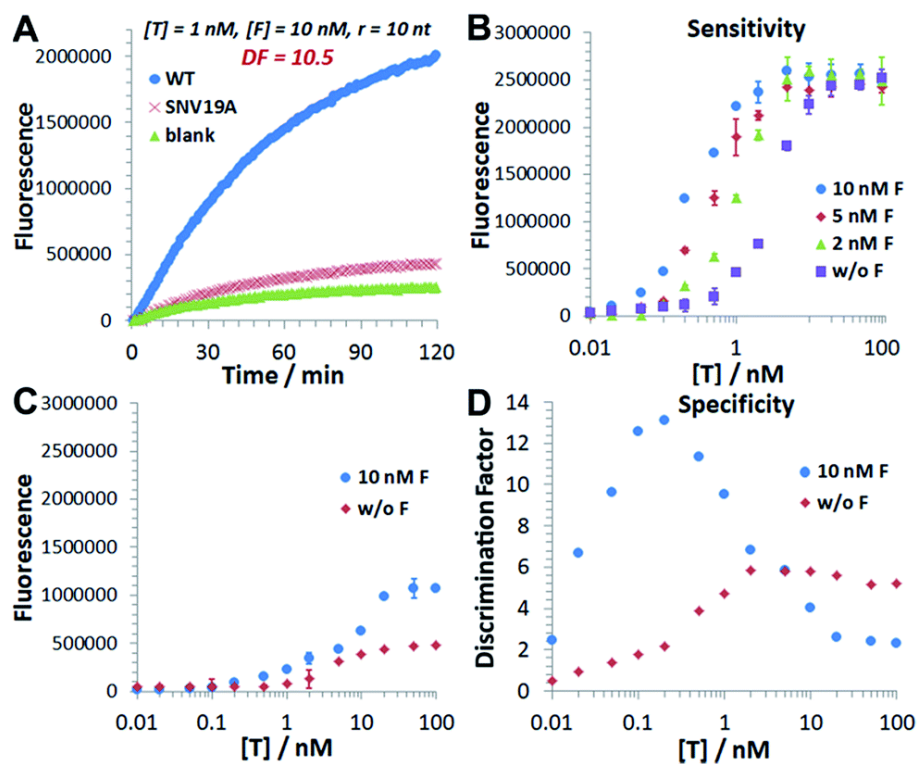 A
[T] = 1 nM, [F] = 10 nM, r = 10 nt
DF = 10.5
WT
SNV19A
blank
Fluorescence
2000000
1500000
1000000
500000
0
0 30 60 90 120
Time / min
B
Sensitivity
Fluorescence
3000000
2500000
2000000
1500000
1000000
500000
0
10 nM F
5 nM F
2 nM F
w/o F
0.01 1 100
[T] / nM
C
Fluorescence
3000000
2500000
2000000
1500000
1000000
500000
0
10 nM F
w/o F
0.01 0.1 1 10 100
[T] / nM
D
Specificity
Discrimination Factor
14
12
10
8
6
4
2
0
10 nM F
w/o F
0.01 0.1 1 10 100
[T] / nM